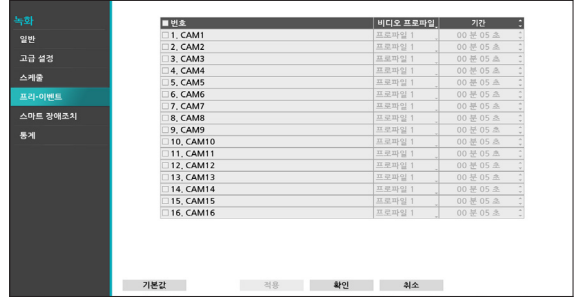 녹화
일반
고급 설정
스케줄
프리-이벤트
스마트 장애조치
통계
번호 비디오 프로파일 기간
1, CAM1 프로파일 1 00 분 05 초
2, CAM2 프로파일 1 00 분 05 초
3, CAM3 프로파일 1 00 분 05 초
4, CAM4 프로파일 1 00 분 05 초
5, CAM5 프로파일 1 00 분 05 초
6, CAM6 프로파일 1 00 분 05 초
7, CAM7 프로파일 1 00 분 05 초
8, CAM8 프로파일 1 00 분 05 초
9, CAM9 프로파일 1 00 분 05 초
10, CAM10 프로파일 1 00 분 05 초
11, CAM11 프로파일 1 00 분 05 초
12, CAM12 프로파일 1 00 분 05 초
13, CAM13 프로파일 1 00 분 05 초
14, CAM14 프로파일 1 00 분 05 초
15, CAM15 프로파일 1 00 분 05 초
16, CAM16 프로파일 1 00 분 05 초
기본값 적용 확인 취소